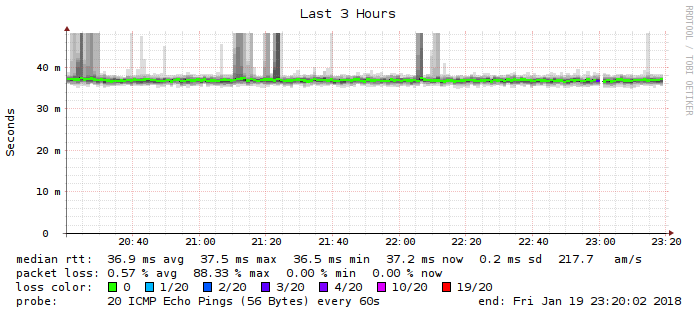 Last 3 Hours
RRDTOOL / TOBI OETIKER
Seconds
40 m
30 m
20 m
10 m
0
20:40 21:00 21:20 21:40 22:00 22:20 22:40 23:00 23:20
median rtt: 36.9 ms avg 37.5 ms max 36.5 ms min 37.2 ms now 0.2 ms sd 217.7 am/s
packet loss: 0.57 % avg 88.33 % max 0.00 % min 0.00 % now
loss color: 0 1/20 2/20 3/20 4/20 10/20 19/20
probe: 20 ICMP Echo Pings (56 Bytes) every 60s end: Fri Jan 19 23:20:02 2018